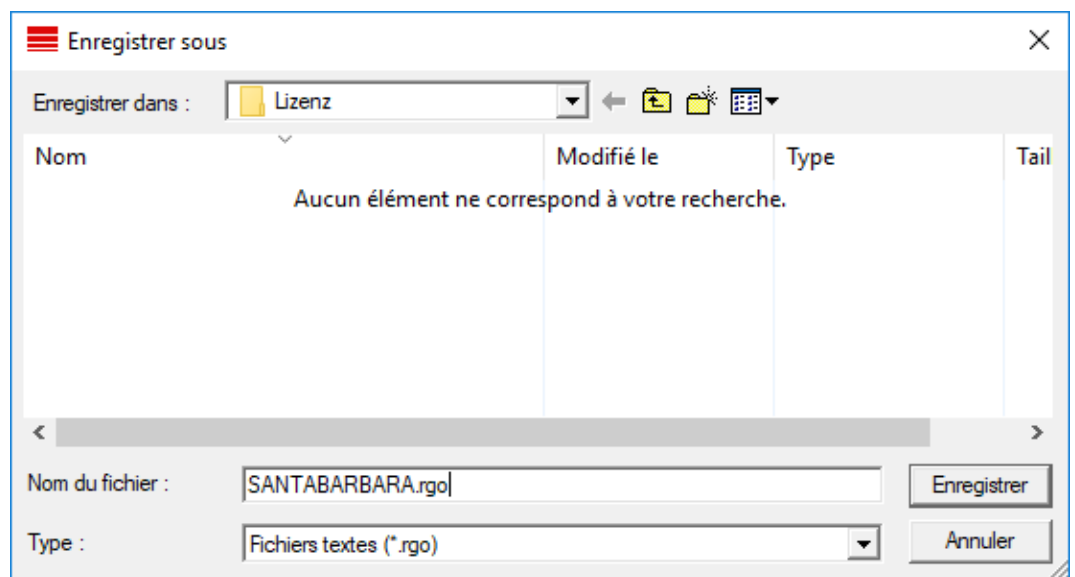 Enregistrer sous
Enregistrer dans :
Lizenz
Nom Modifié le Type Tail
Aucun élément ne correspond à votre recherche.
Nom du fichier : SANTABARBARA.rgo Enregistrer
Type : Fichiers textes (*.rgo) Annuler